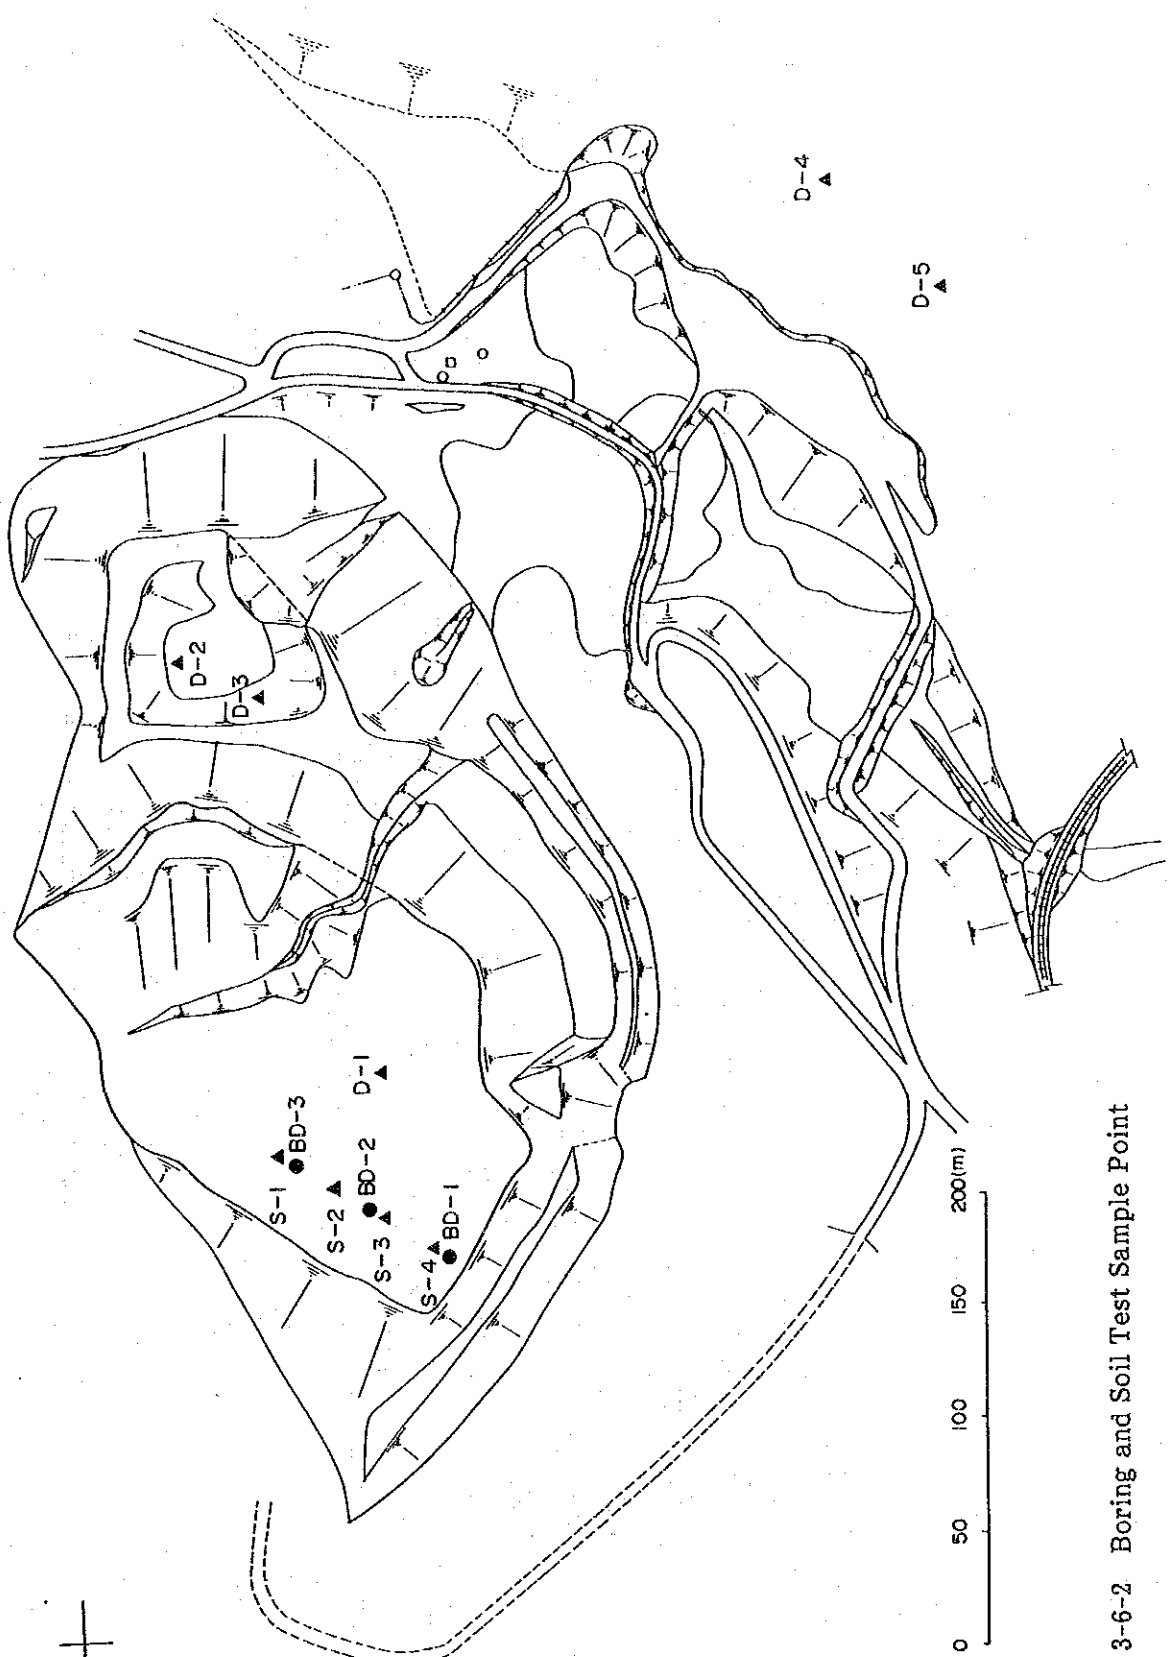 D-4
D-5
D-2
D-3
D-1
S-1
BD-3
S-2
BD-2
S-3
S-4
BD-1
0 50 100 150 200(m)
3-6-2 Boring and Soil Test Sample Point